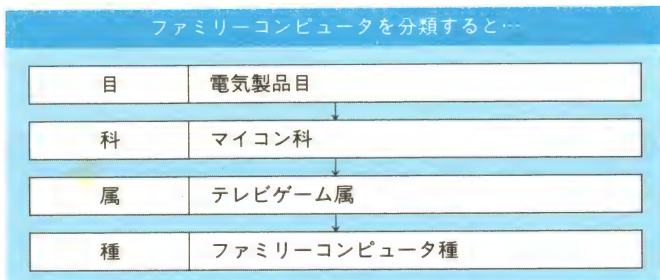 ファミリーコンピュータを分類すると…
目 電気製品目
科 マイコン科
属 テレビゲーム属
種 ファミリーコンピュータ種